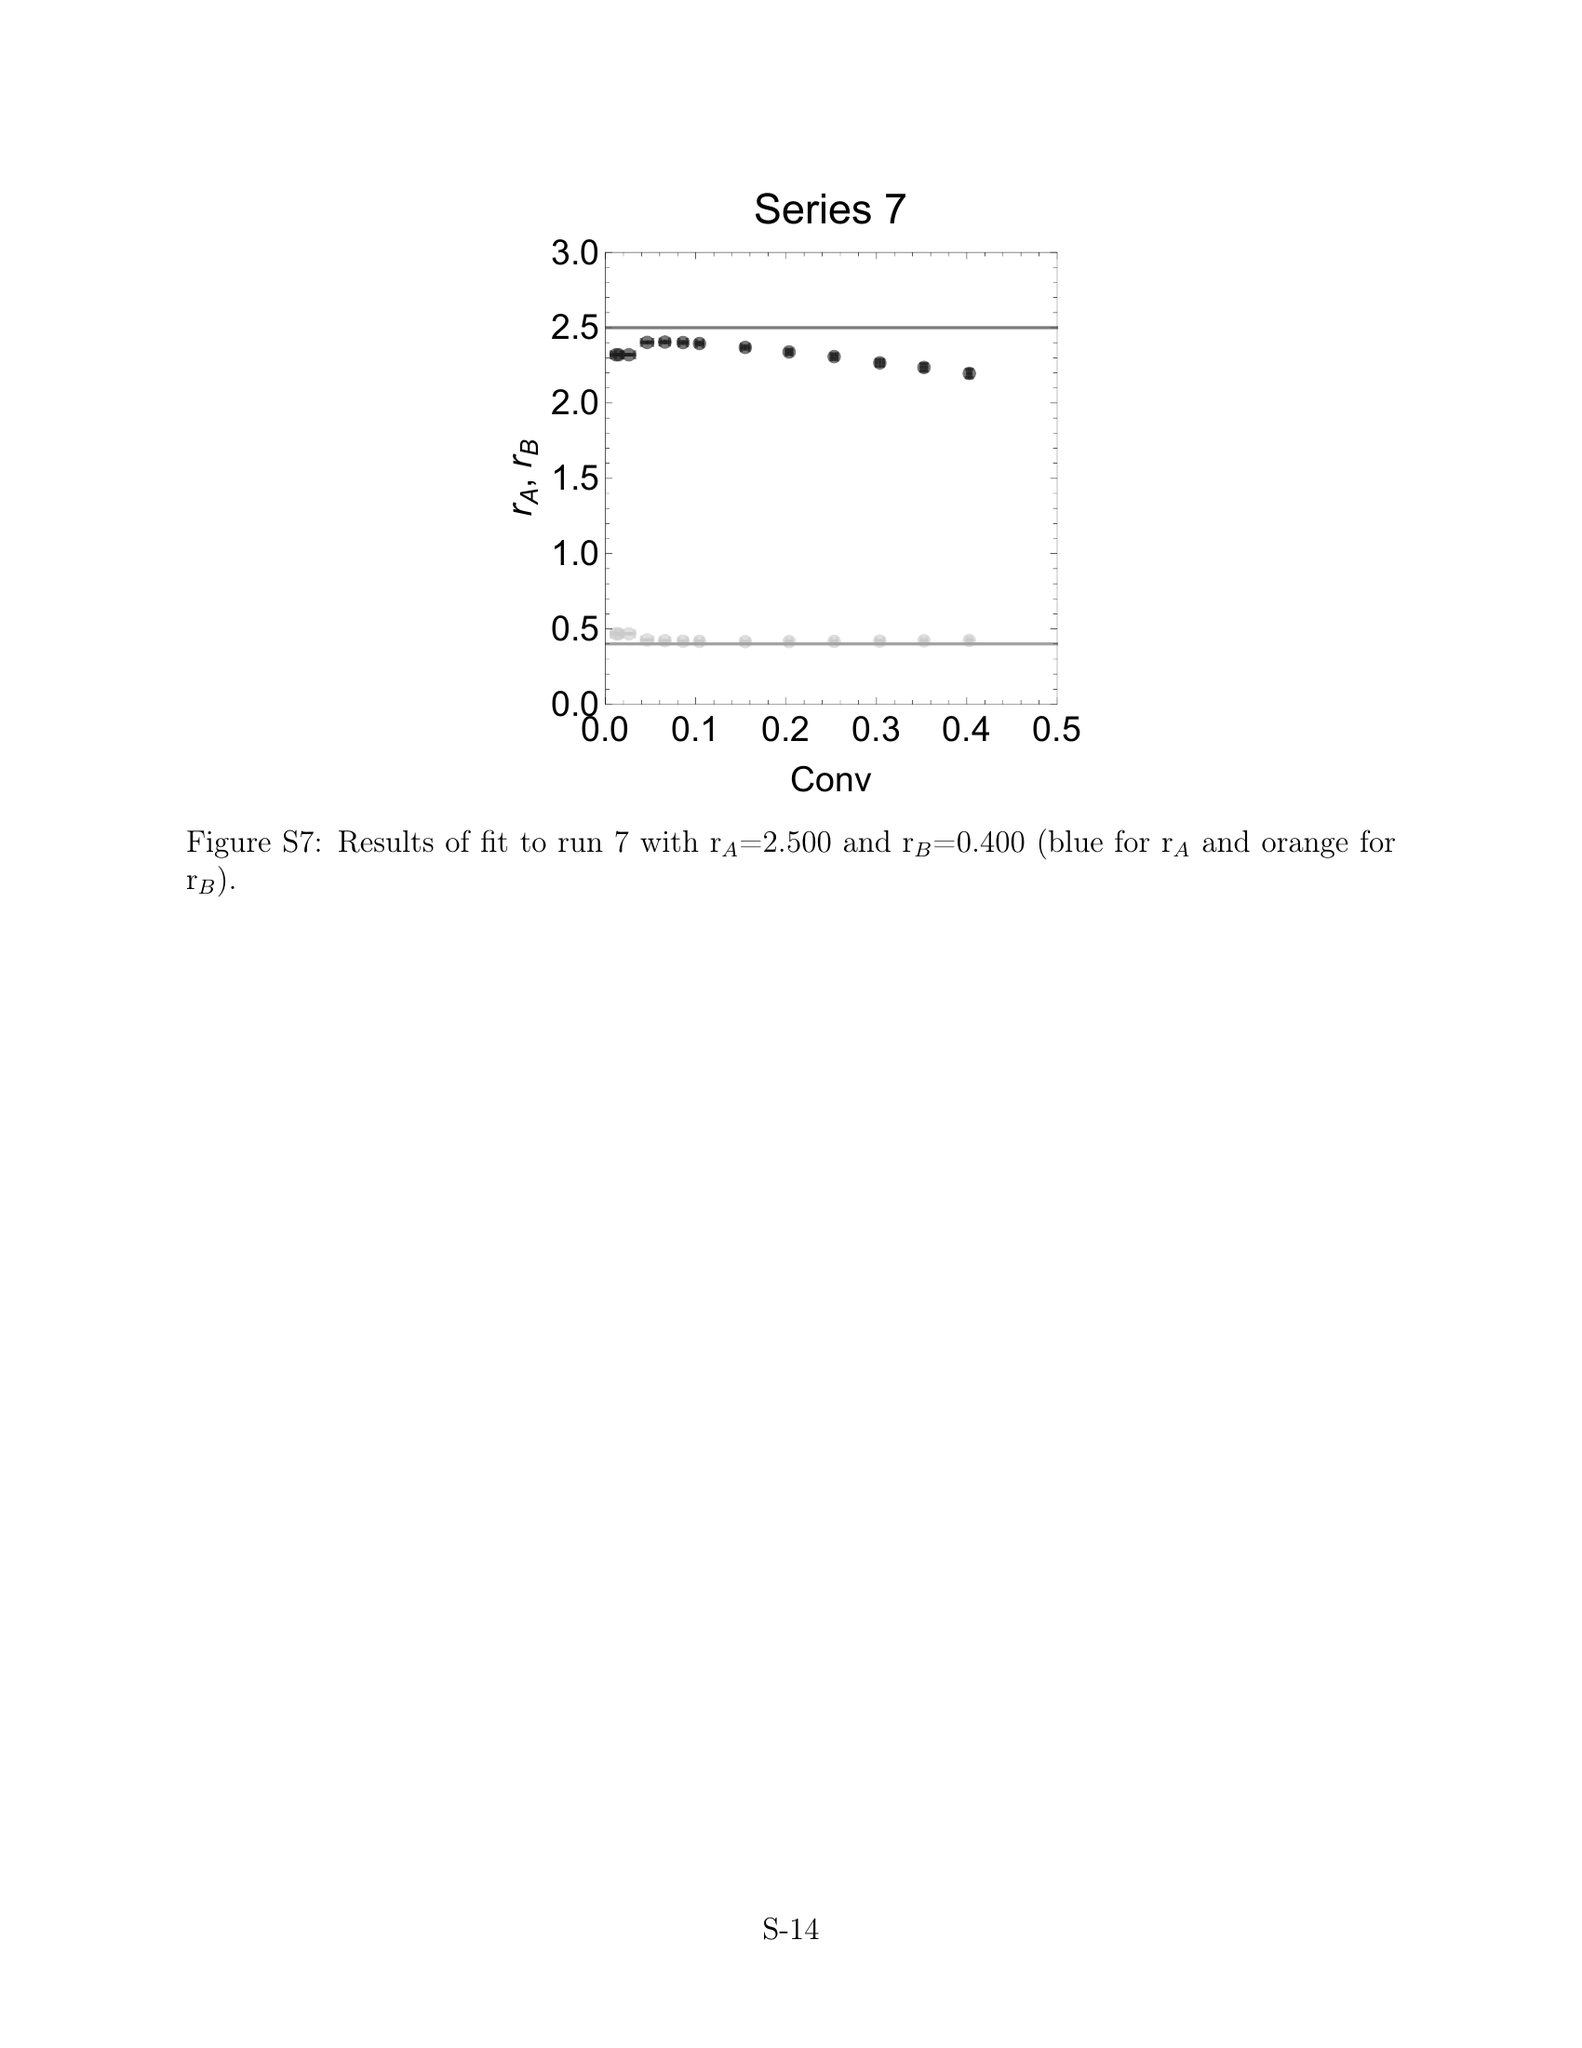 Series 7
3.0
2.5
2.0
1.5
1.0
0.5
0.0
r_A, r_B
0.0 0.1 0.2 0.3 0.4 0.5
Conv
Figure S7: Results of fit to run 7 with r_A=2.500 and r_B=0.400 (blue for r_A and orange for
r_B).
S-14